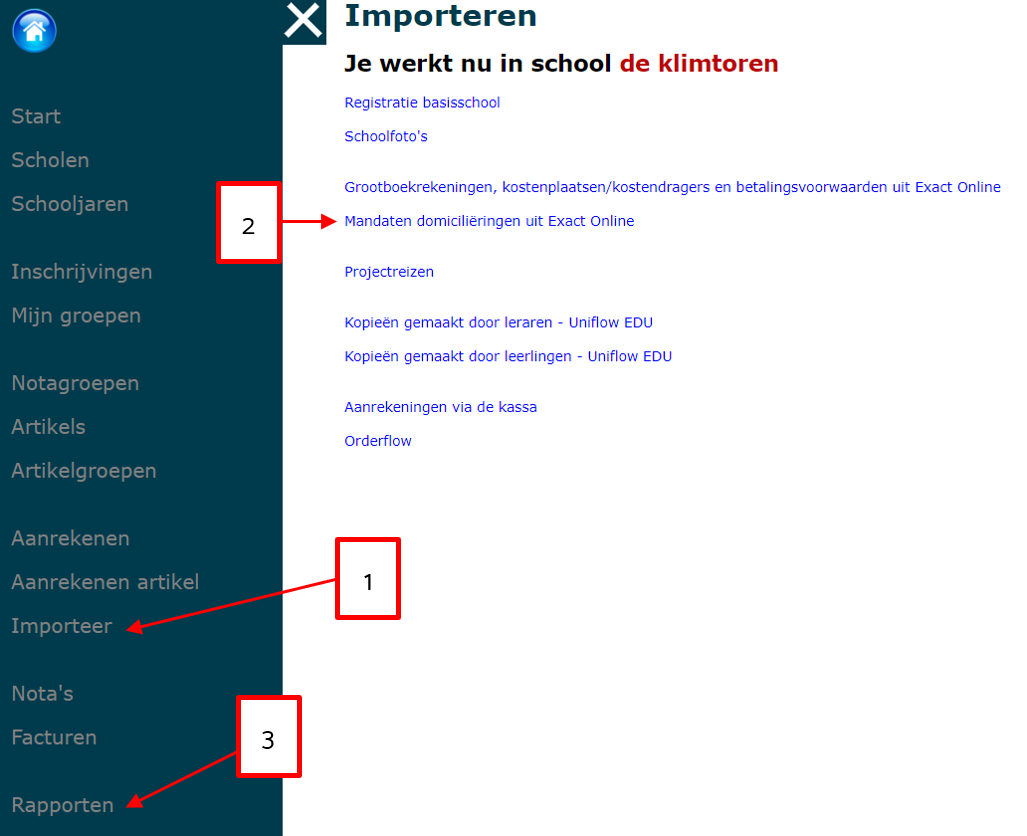 Start
Scholen
Schooljaren
Inschrijvingen
Mijn groepen
Notagroepen
Artikels
Artikelgroepen
Aanrekenen
Aanrekenen artikel
Importeer
Nota's
Facturen
Rapporten
Importeren
Je werkt nu in school de klimtoren
Registratie basisschool
Schoolfoto's
Grootboekrekeningen, kostenplaatsen/kostendragers en betalingsvoorwaarden uit Exact Online
Mandaten domiciliëringen uit Exact Online
Projectreizen
Kopieën gemaakt door leraren - Uniflow EDU
Kopieën gemaakt door leerlingen - Uniflow EDU
Aanrekeningen via de kassa
Orderflow
2
1
3